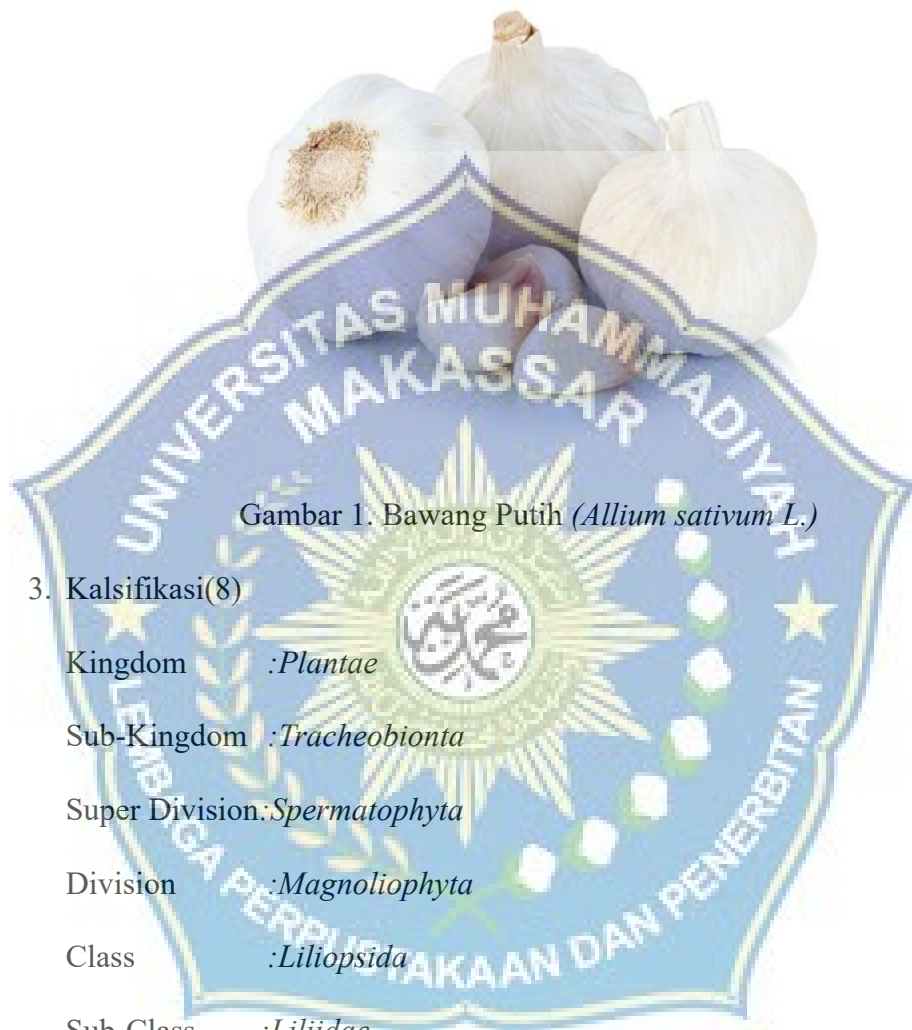 UNIVERSITAS MUHAMMADIYAH
MAKASSAR
Gambar 1. Bawang Putih (Allium sativum L.)
3. Kalsifikasi(8)
Kingdom :Plantae
Sub-Kingdom :Tracheobionta
Super Division:Spermatophyta
Division :Magnoliophyta
Class :Liliopsida
Sub-Class :Liliidae
LEMBAGA PERPUSTAKAAN DAN PENERBITAN